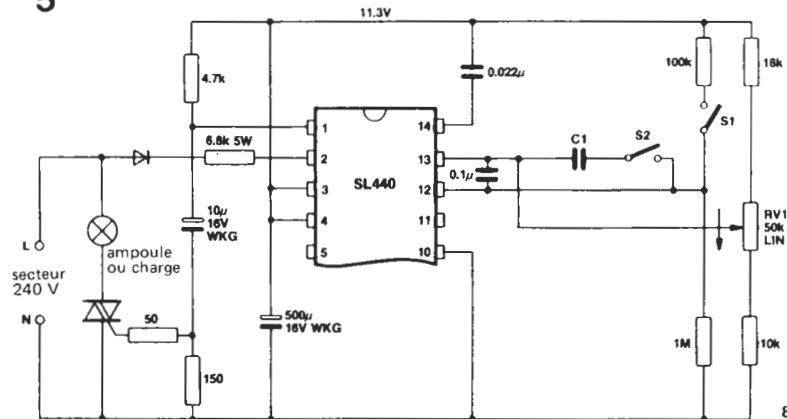 5
11.3V
4.7k
0.022µ
100k
18k
S1
1
2
3
4
5
SL440
14
13
12
11
10
6.8k 5W
C1
S2
0.1µ
10µ
16V
WKG
RV1
50k
LIN
L
secteur
240 V
N
ampoule
ou charge
500µ
16V WKG
50
150
1M
10k
8